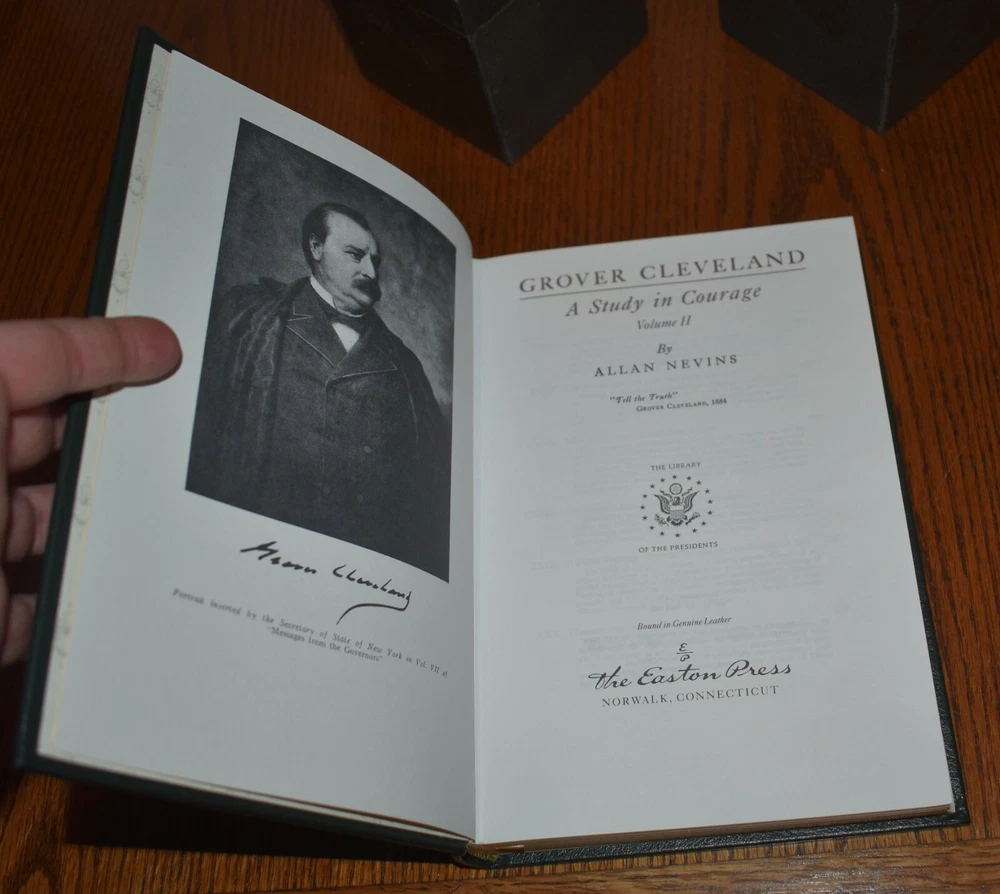 Grover Cleveland
Portrait inserted by the Secretary of State of New York in Vol. VII of
"Messages from the Governors"
GROVER CLEVELAND
A Study in Courage
Volume II
By
ALLAN NEVINS
"Tell the Truth"
GROVER CLEVELAND, 1884
THE LIBRARY
OF THE PRESIDENTS
Bound in Genuine Leather
E
P
the Easton Press
NORWALK, CONNECTICUT